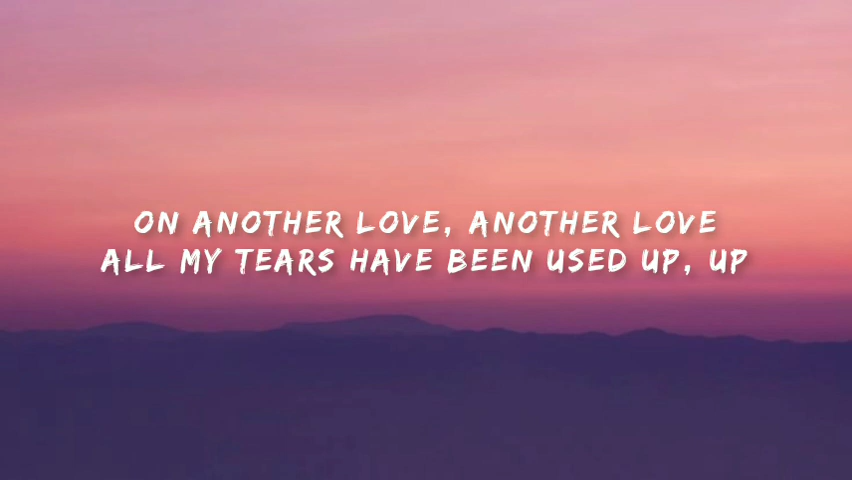 ON ANOTHER LOVE, ANOTHER LOVE
ALL MY TEARS HAVE BEEN USED UP, UP